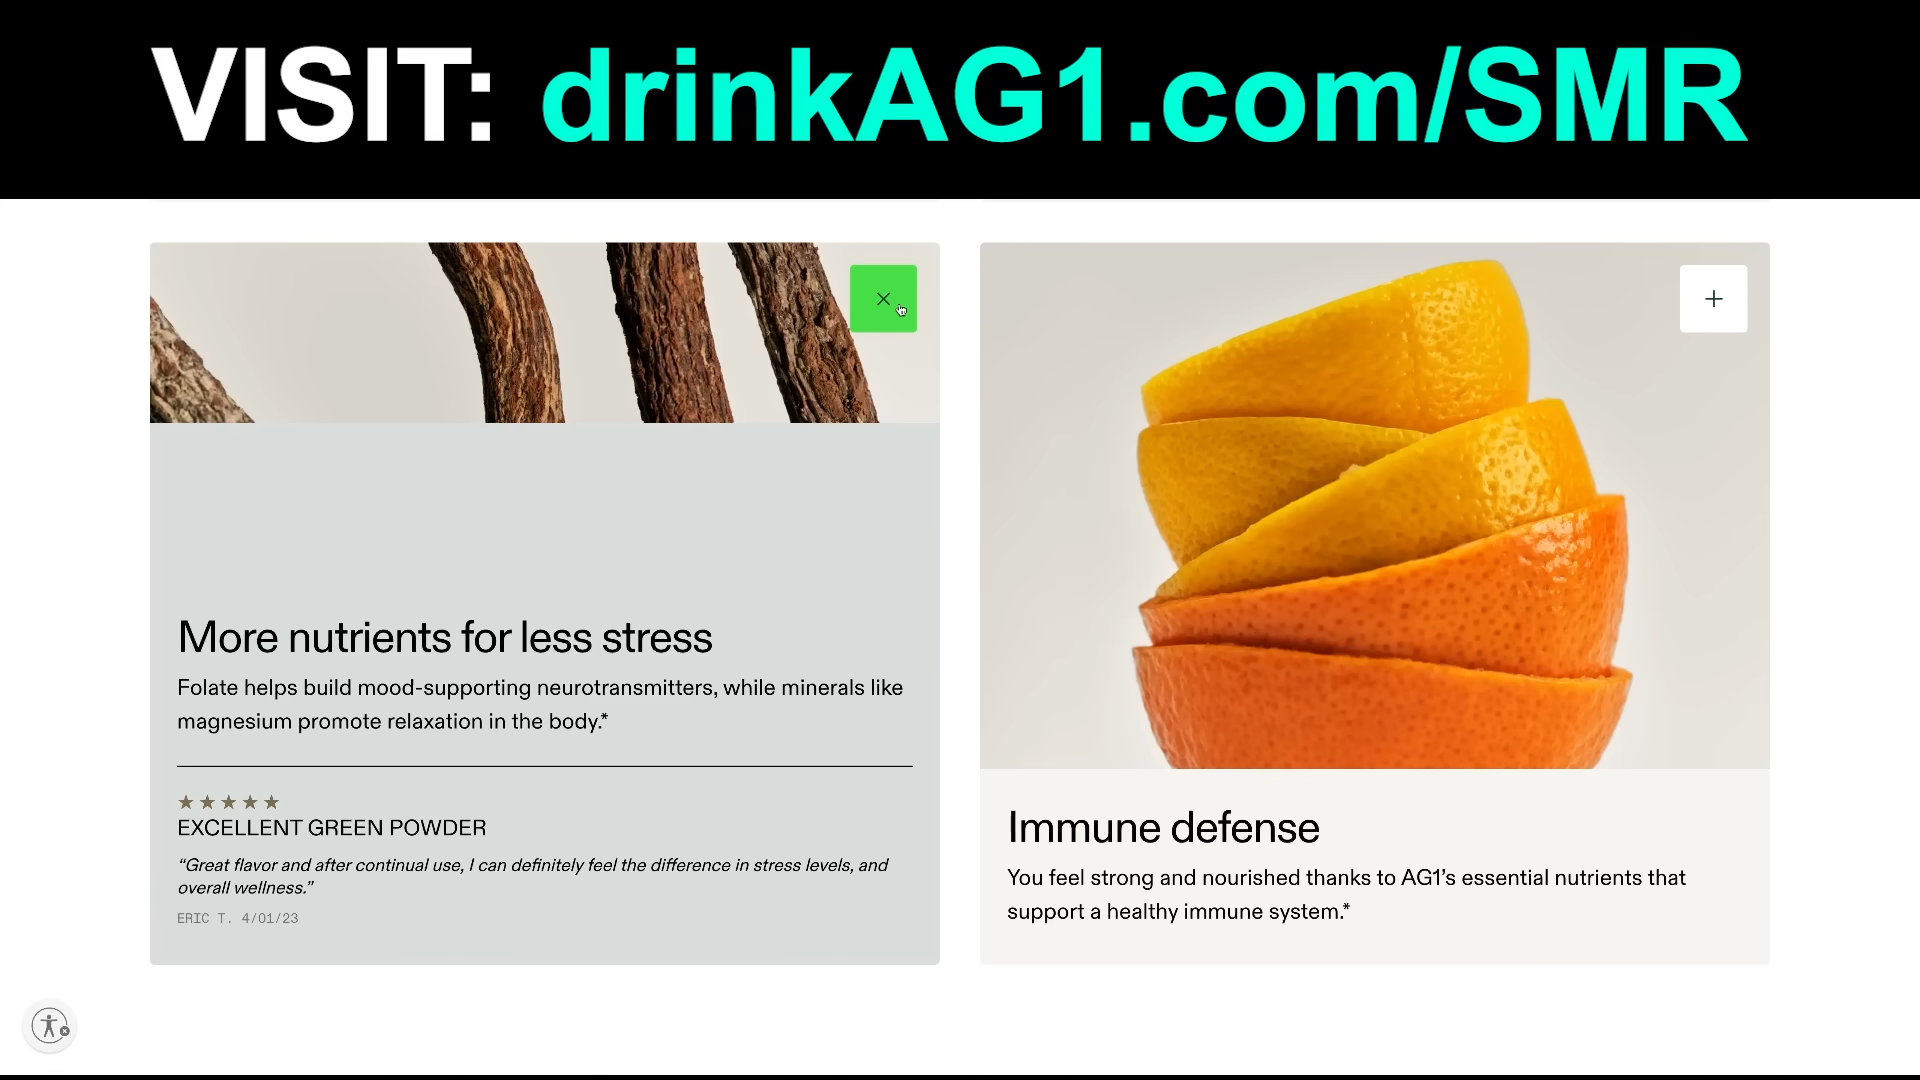 VISIT: drinkAG1.com/SMR
More nutrients for less stress
Folate helps build mood-supporting neurotransmitters, while minerals like
magnesium promote relaxation in the body.*
★★★★★
EXCELLENT GREEN POWDER
“Great flavor and after continual use, I can definitely feel the difference in stress levels, and
overall wellness.”
ERIC T. 4/01/23
Immune defense
You feel strong and nourished thanks to AG1’s essential nutrients that
support a healthy immune system.*